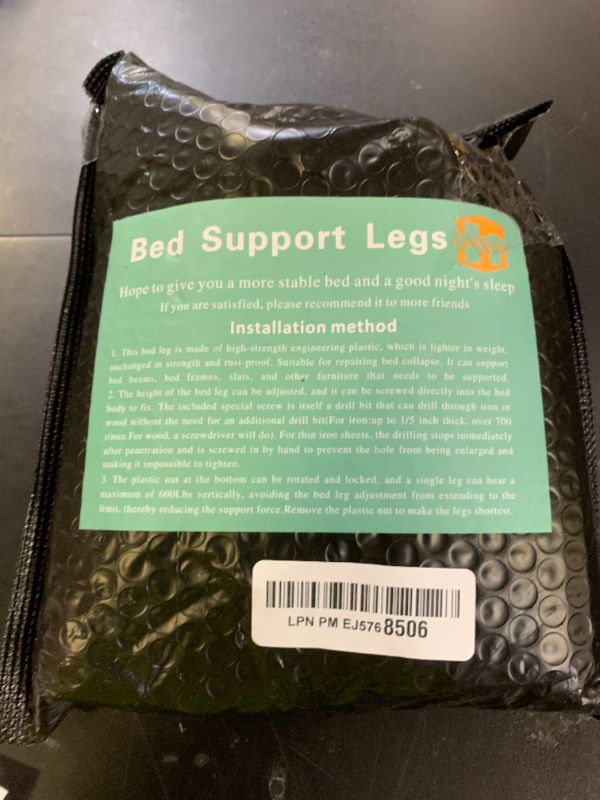 Bed Support Legs
Hope to give you a more stable bed and a good night's sleep
If you are satisfied, please recommend it to more friends
Installation method
1. This bed leg is made of high-strength engineering plastic, which is lighter in weight,
unchanged in strength and rust-proof. Suitable for repairing bed collapse. It can support
bed beams, bed frames, slats, and other furniture that needs to be supported.
2. The height of the bed leg can be adjusted, and it can be screwed directly into the bed
body to fix. The included special screw is itself a drill bit that can drill through iron or
wood without the need for an additional drill bit(For iron:up to 1/5 inch thick, over 700
r/min.For wood, a screwdriver will do). For thin iron sheets, the drilling stops immediately
after penetration and is screwed in by hand to prevent the hole from being enlarged and
making it impossible to tighten.
3. The plastic nut at the bottom can be rotated and locked, and a single leg can bear a
maximum of 600Lbs vertically, avoiding the bed leg adjustment from extending to the
limit, thereby reducing the support force.Remove the plastic nut to make the legs shortest.
LPN PM EJ5768506